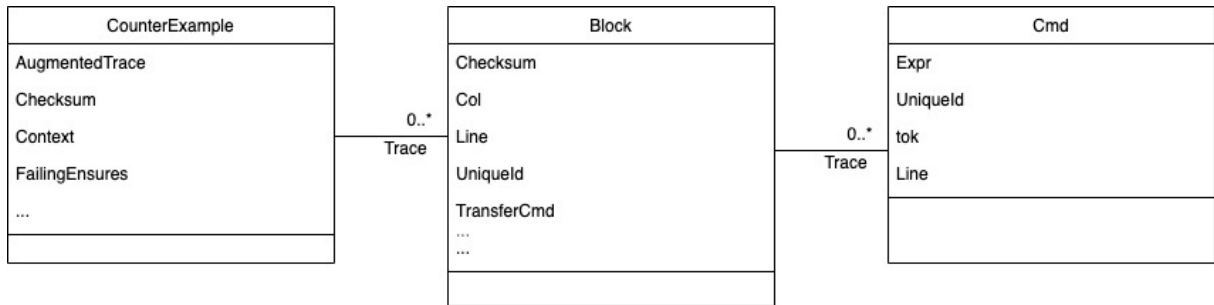 CounterExample
AugmentedTrace
Checksum
Context
FailingEnsures
...
0..*
Trace
Block
Checksum
Col
Line
UniqueId
TransferCmd
...
...
0..*
Trace
Cmd
Expr
UniqueId
tok
Line